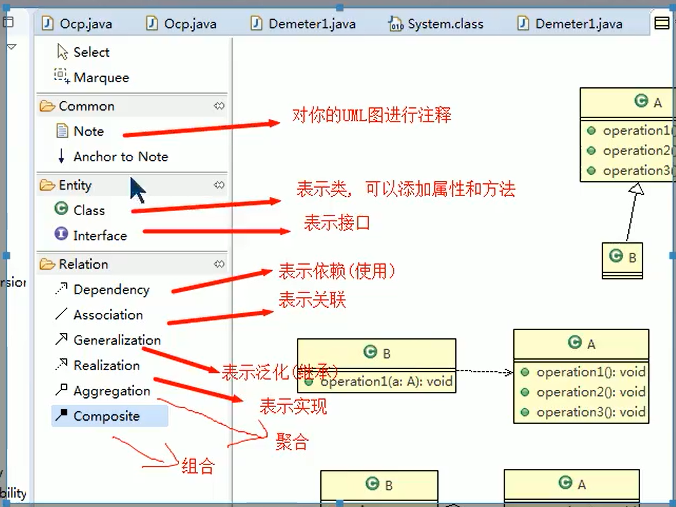 Ocp.java
Ocp.java
Demeter1.java
System.class
Demeter1.java
Select
Marquee
Common
Note
对你的UML图进行注释
Anchor to Note
Entity
Class
表示类, 可以添加属性和方法
Interface
表示接口
Relation
Dependency
表示依赖(使用)
Association
表示关联
Generalization
表示泛化(继承)
Realization
表示实现
Aggregation
聚合
Composite
组合
A
operation1(
operation2(
operation3(
B
B
operation1(a: A): void
A
operation1(): void
operation2(): void
operation3(): void
B
A
rsion
y
bility